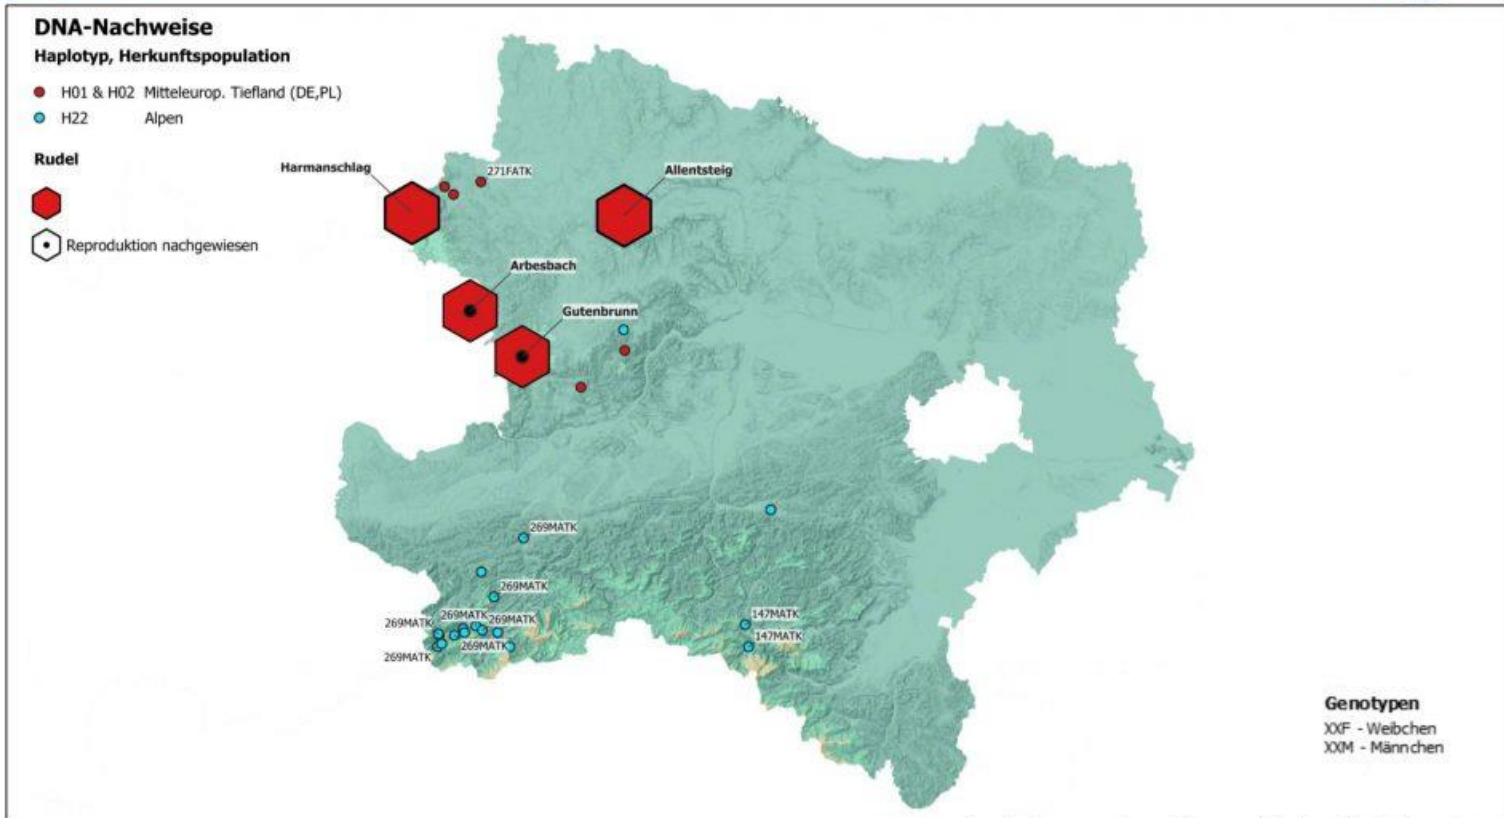 DNA-Nachweise
Haplotyp, Herkunftspopulation
H01 & H02 Mitteleurop. Tiefland (DE,PL)
H22 Alpen
Rudel
Reproduktion nachgewiesen
Harmanschlag
271FATK
Allentsteig
Arbesbach
Gutenbrunn
269MATK
269MATK
269MATK
269MATK
269MATK
269MATK
269MATK
147MATK
147MATK
Genotypen
XXF - Weibchen
XXM - Männchen